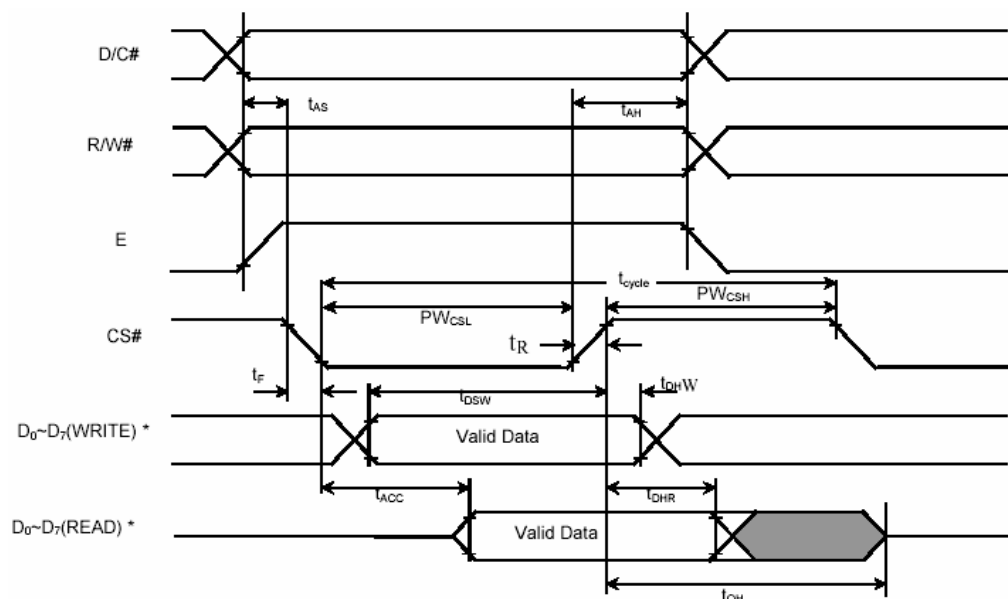 D/C#
tAS
tAH
R/W#
E
tcycle
PWCSL
PWCSH
CS#
tR
tF
tDSW
tDHW
D0~D7(WRITE) *
Valid Data
tACC
tDHR
D0~D7(READ) *
Valid Data
tOH